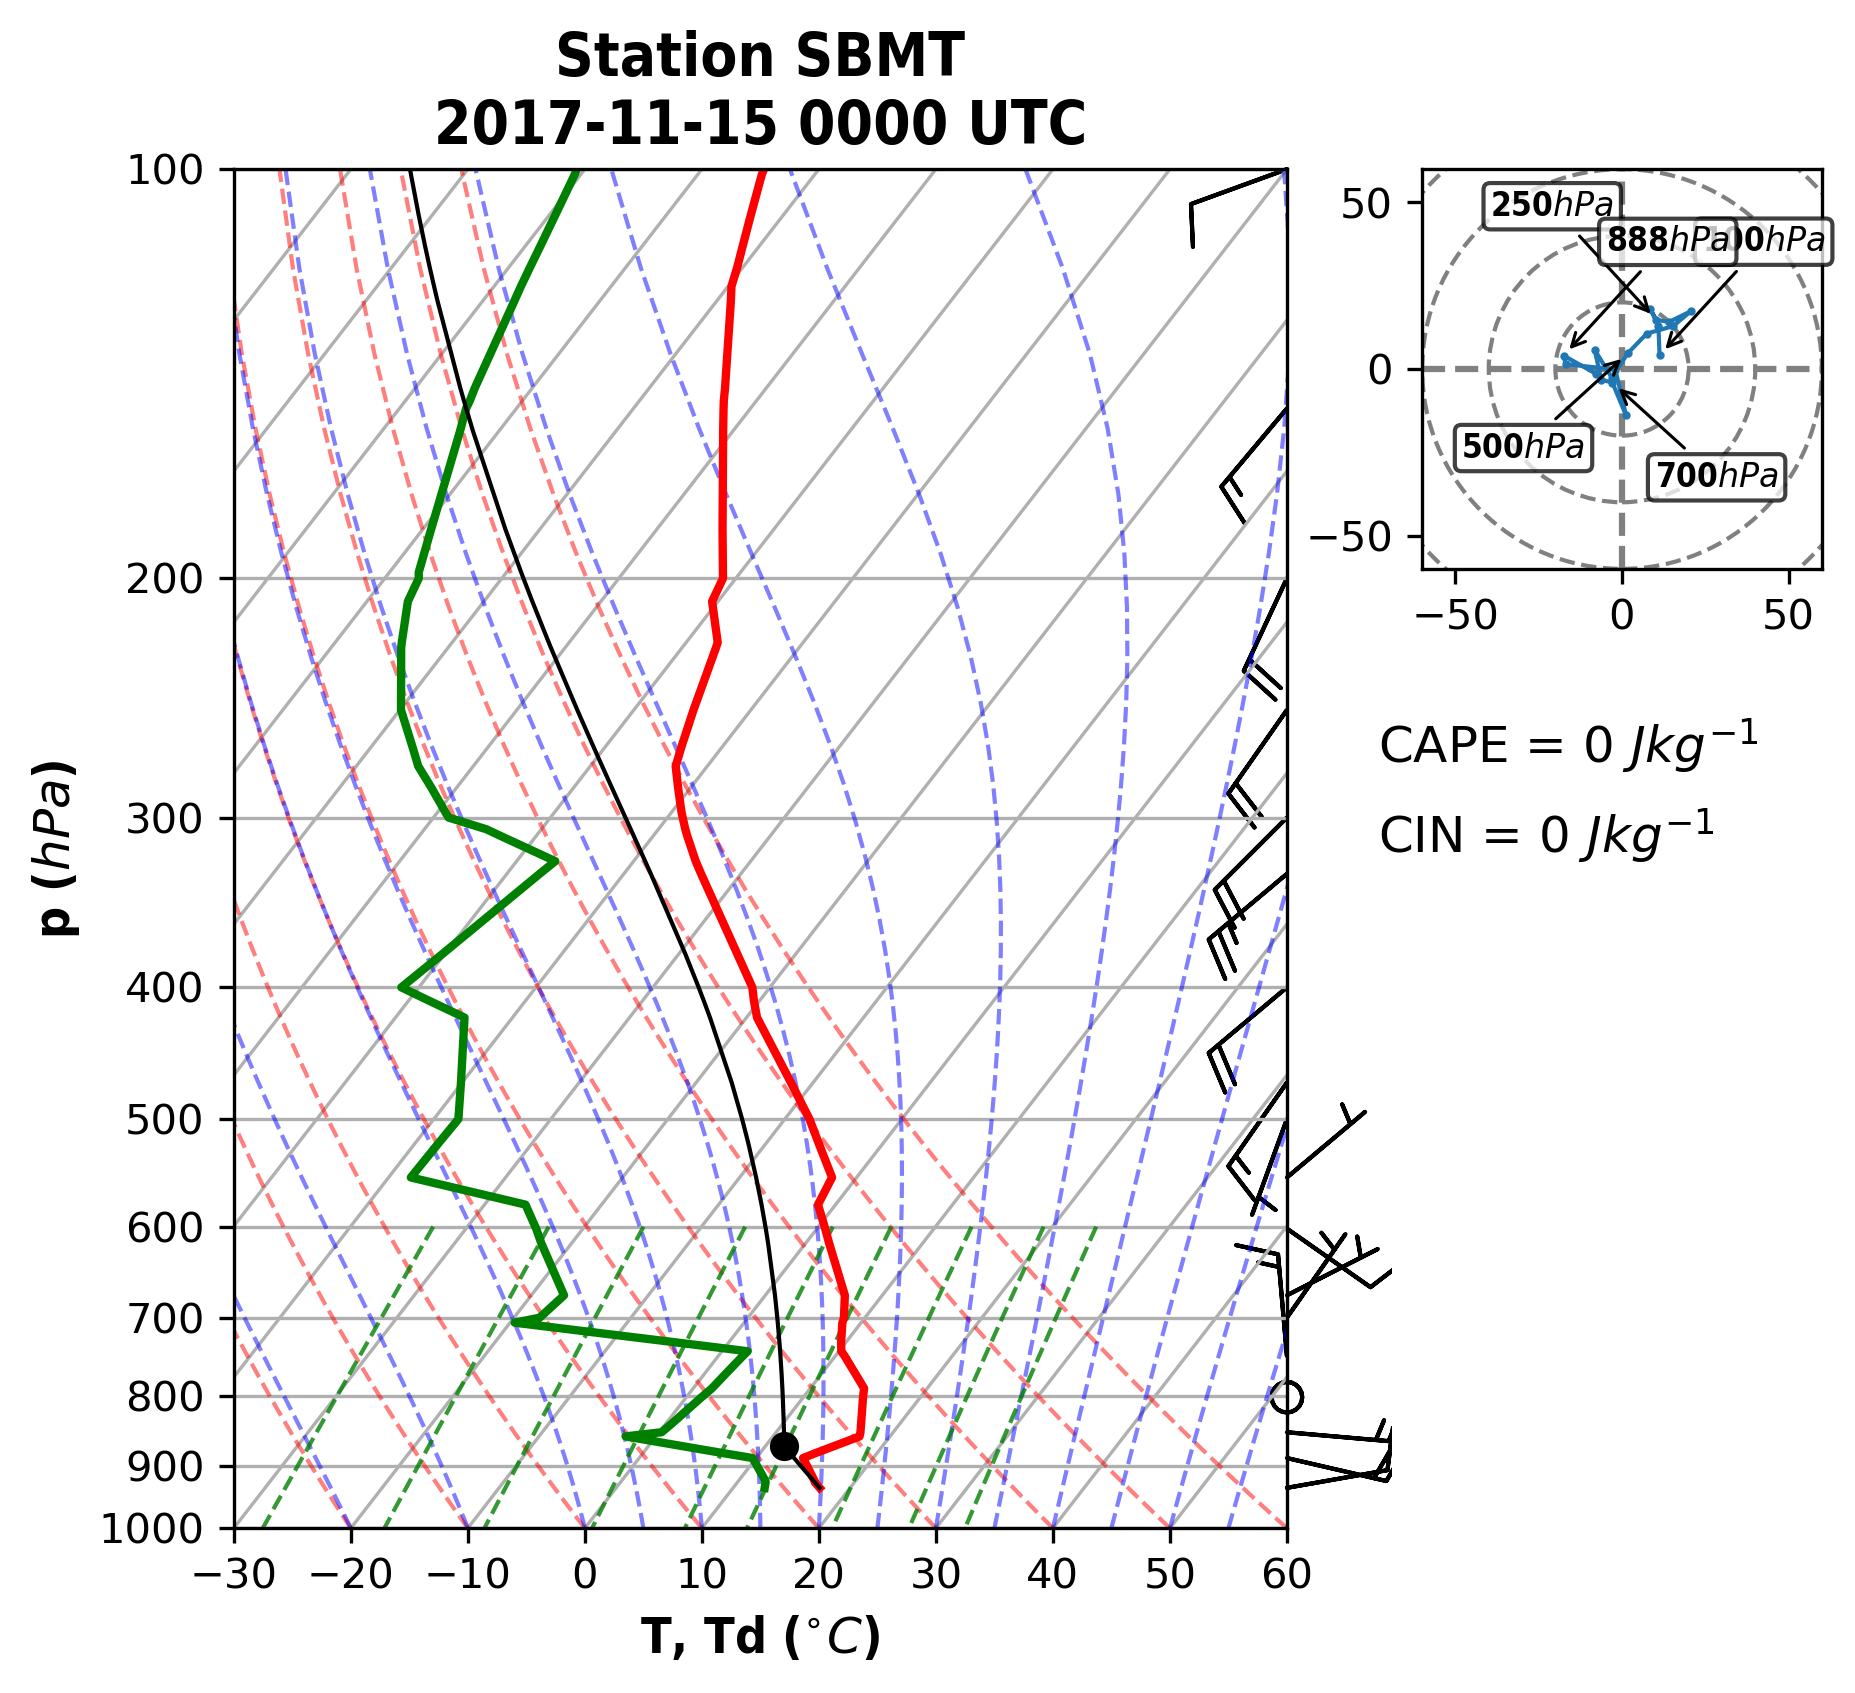 Station SBMT
2017-11-15 0000 UTC
100
200
300
400
500
600
700
800
900
1000
p (hPa)
−30 −20 −10 0 10 20 30 40 50 60
T, Td (°C)
50
0
−50
−50 0 50
250hPa
888hPa
00hPa
500hPa
700hPa
CAPE = 0 Jkg⁻¹
CIN = 0 Jkg⁻¹